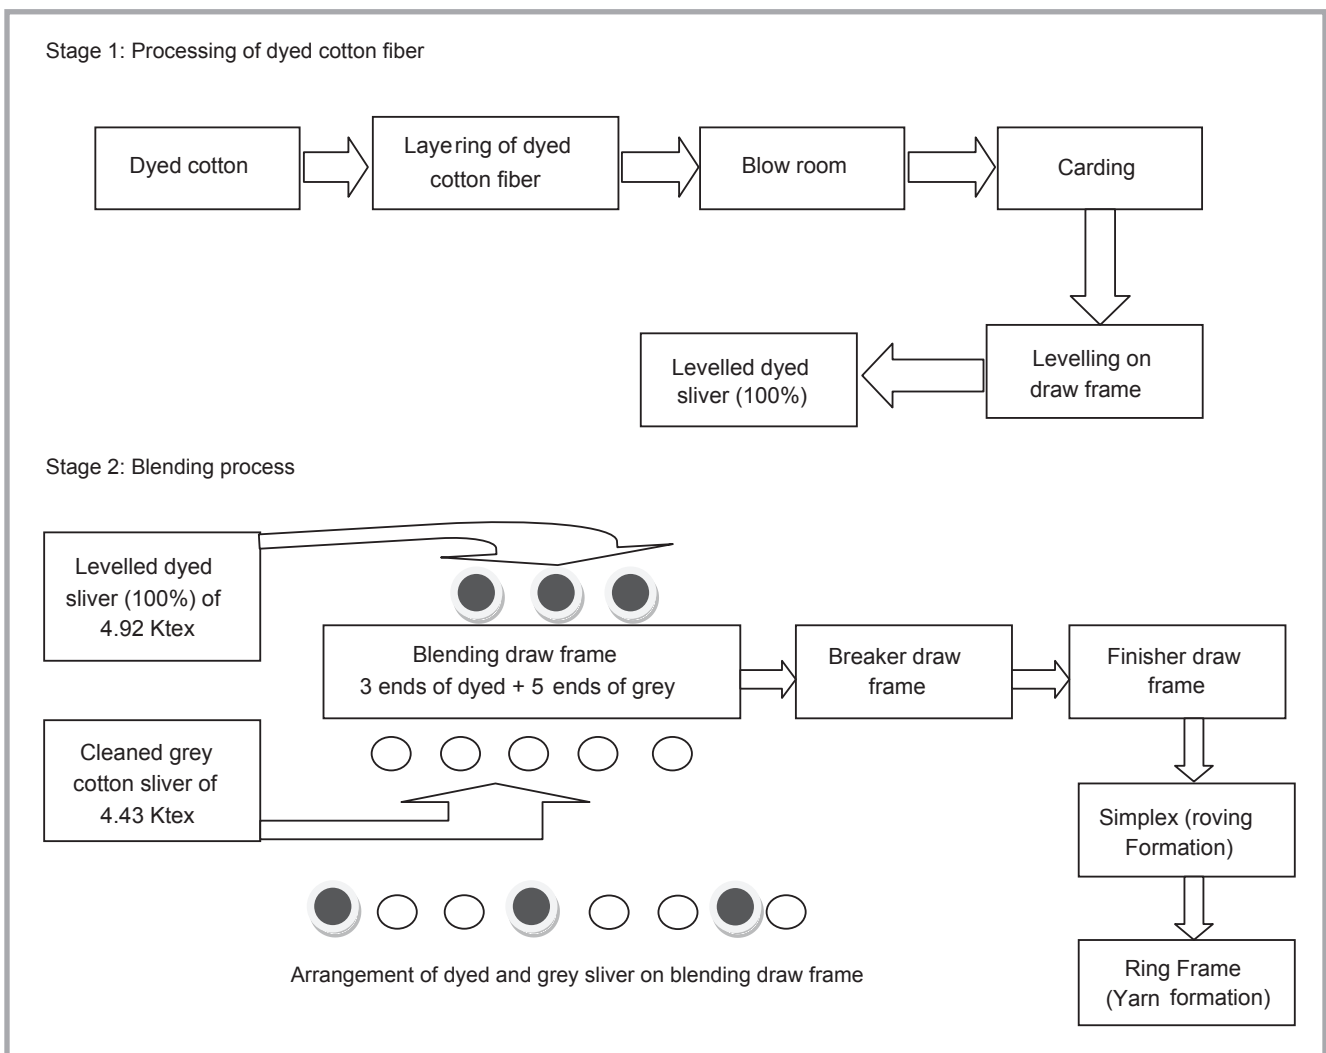 Stage 1: Processing of dyed cotton fiber
Dyed cotton
Layering of dyed
cotton fiber
Blow room
Carding
Levelling on
draw frame
Levelled dyed
sliver (100%)
Stage 2: Blending process
Levelled dyed
sliver (100%) of
4.92 Ktex
Blending draw frame
3 ends of dyed + 5 ends of grey
Breaker draw
frame
Finisher draw
frame
Cleaned grey
cotton sliver of
4.43 Ktex
Simplex (roving
Formation)
Ring Frame
(Yarn formation)
Arrangement of dyed and grey sliver on blending draw frame